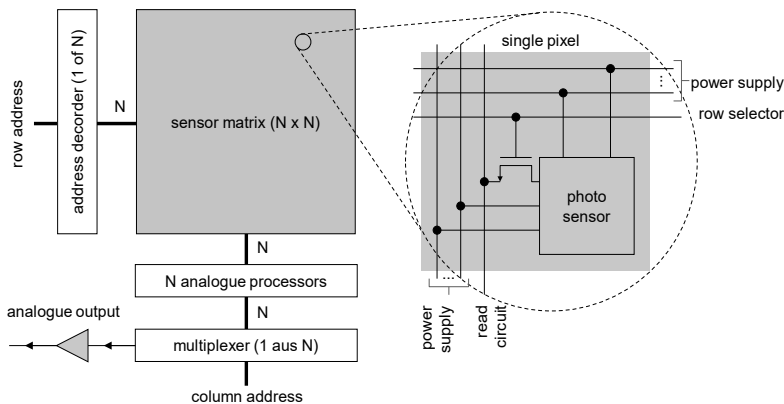 row address
address decorder (1 of N)
N
sensor matrix (N x N)
N
N analogue processors
N
analogue output
multiplexer (1 aus N)
column address
single pixel
power supply
row selector
photo
sensor
power
supply
read
circuit